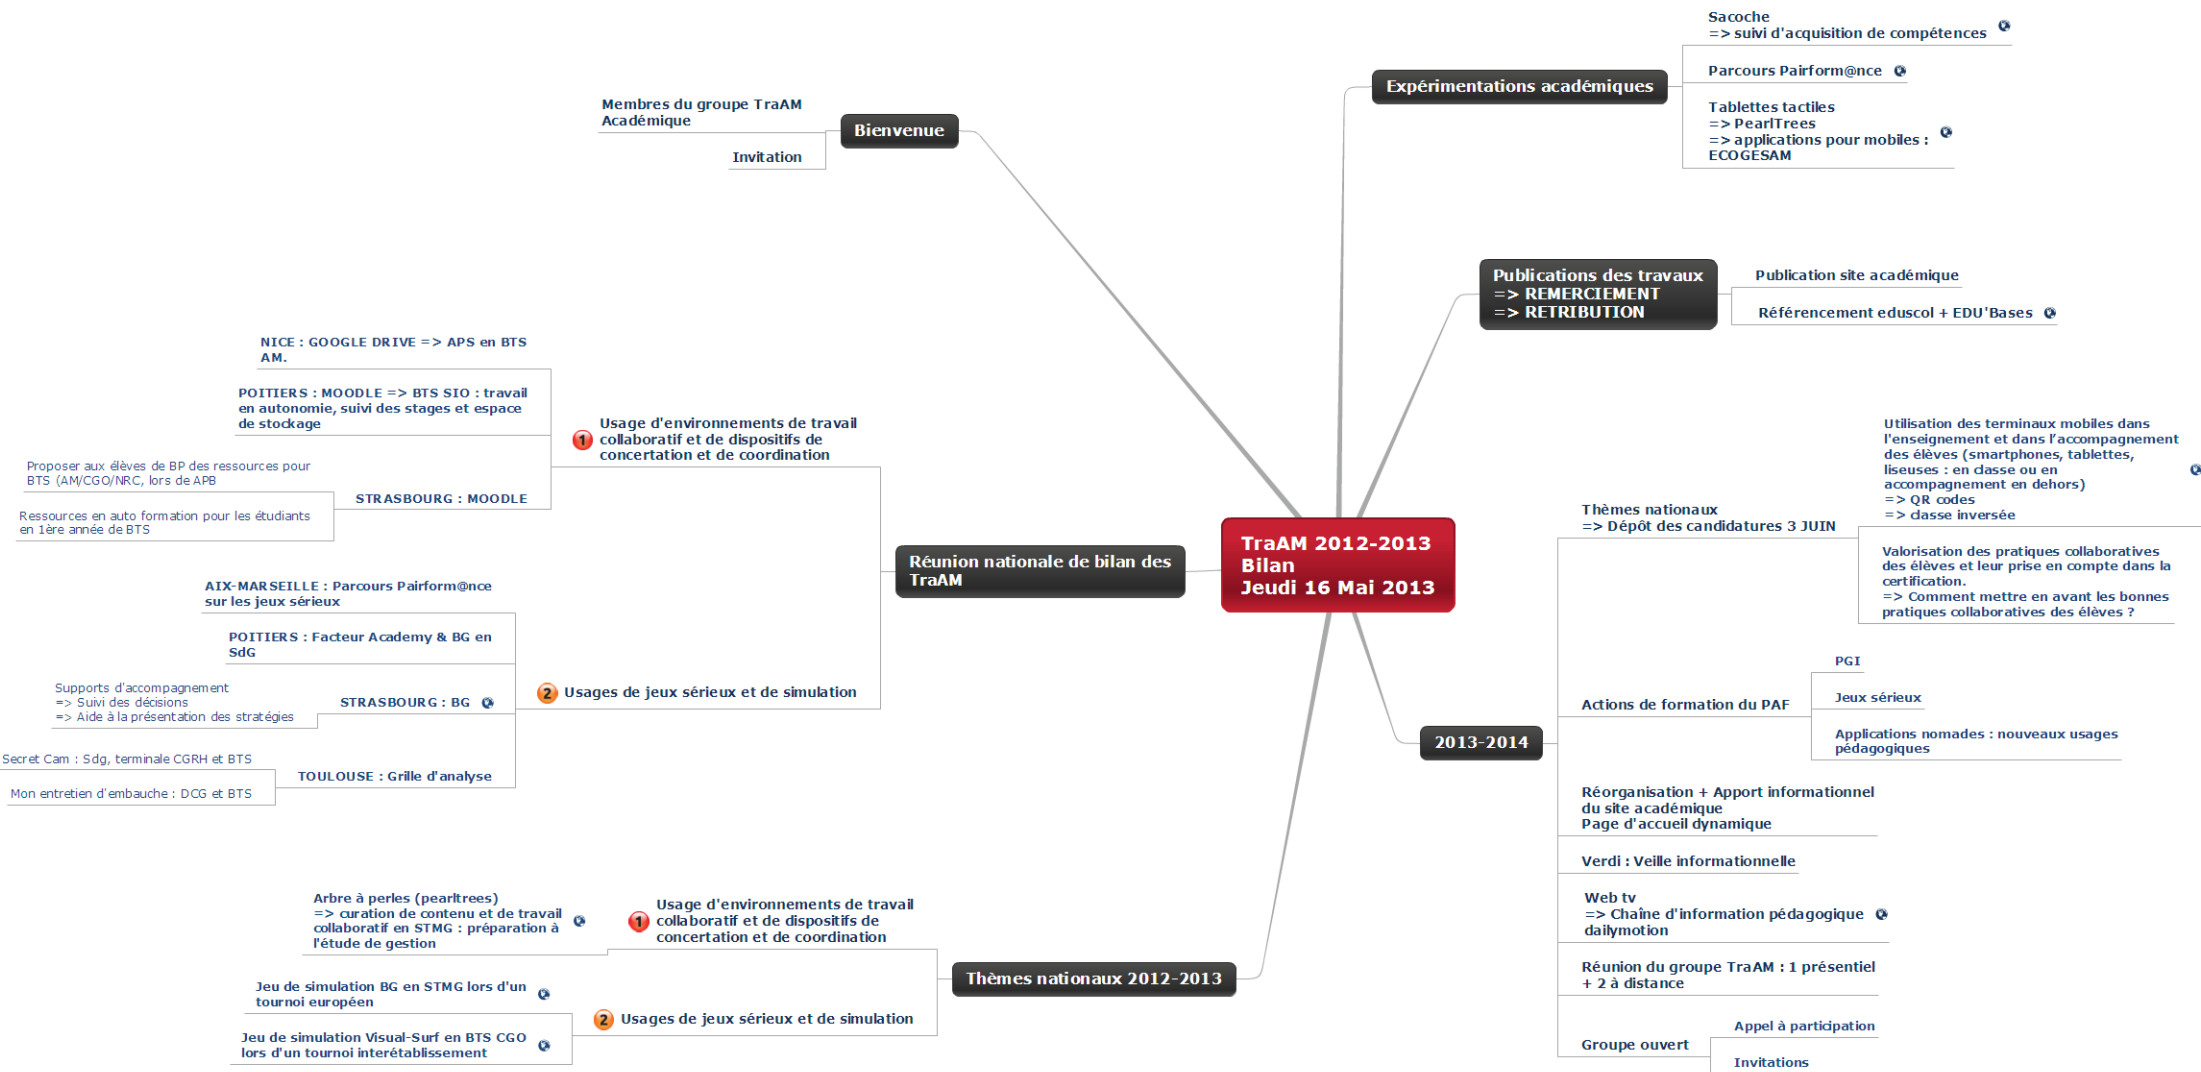 TraAM 2012-2013
Bilan
Jeudi 16 Mai 2013
Bienvenue
Membres du groupe TraAM
Académique
Invitation
Réunion nationale de bilan des
TraAM
Usage d'environnements de travail
1 collaboratif et de dispositifs de
concertation et de coordination
NICE : GOOGLE DRIVE => APS en BTS
AM.
POITIERS : MOODLE => BTS SIO : travail
en autonomie, suivi des stages et espace
de stockage
STRASBOURG : MOODLE
Proposer aux élèves de BP des ressources pour
BTS (AM/CGO/NRC, lors de APB
Ressources en auto formation pour les étudiants
en 1ère année de BTS
2 Usages de jeux sérieux et de simulation
AIX-MARSEILLE : Parcours Pairform@nce
sur les jeux sérieux
POITIERS : Facteur Academy & BG en
SdG
STRASBOURG : BG
Supports d'accompagnement
=> Suivi des décisions
=> Aide à la présentation des stratégies
TOULOUSE : Grille d'analyse
Secret Cam : Sdg, terminale CGRH et BTS
Mon entretien d'embauche : DCG et BTS
Thèmes nationaux 2012-2013
Usage d'environnements de travail
1 collaboratif et de dispositifs de
concertation et de coordination
Arbre à perles (pearltrees)
=> curation de contenu et de travail
collaboratif en STMG : préparation à
l'étude de gestion
2 Usages de jeux sérieux et de simulation
Jeu de simulation BG en STMG lors d'un
tournoi européen
Jeu de simulation Visual-Surf en BTS CGO
lors d'un tournoi interétablissement
Expérimentations académiques
Sacoche
=> suivi d'acquisition de compétences
Parcours Pairform@nce
Tablettes tactiles
=> PearlTrees
=> applications pour mobiles :
ECOGESAM
Publications des travaux
=> REMERCIEMENT
=> RETRIBUTION
Publication site académique
Référencement eduscol + EDU'Bases
2013-2014
Thèmes nationaux
=> Dépôt des candidatures 3 JUIN
Utilisation des terminaux mobiles dans
l'enseignement et dans l’accompagnement
des élèves (smartphones, tablettes,
liseuses : en classe ou en
accompagnement en dehors)
=> QR codes
=> classe inversée
Valorisation des pratiques collaboratives
des élèves et leur prise en compte dans la
certification.
=> Comment mettre en avant les bonnes
pratiques collaboratives des élèves ?
Actions de formation du PAF
PGI
Jeux sérieux
Applications nomades : nouveaux usages
pédagogiques
Réorganisation + Apport informationnel
du site académique
Page d'accueil dynamique
Verdi : Veille informationnelle
Web tv
=> Chaîne d'information pédagogique
dailymotion
Réunion du groupe TraAM : 1 présentiel
+ 2 à distance
Groupe ouvert
Appel à participation
Invitations